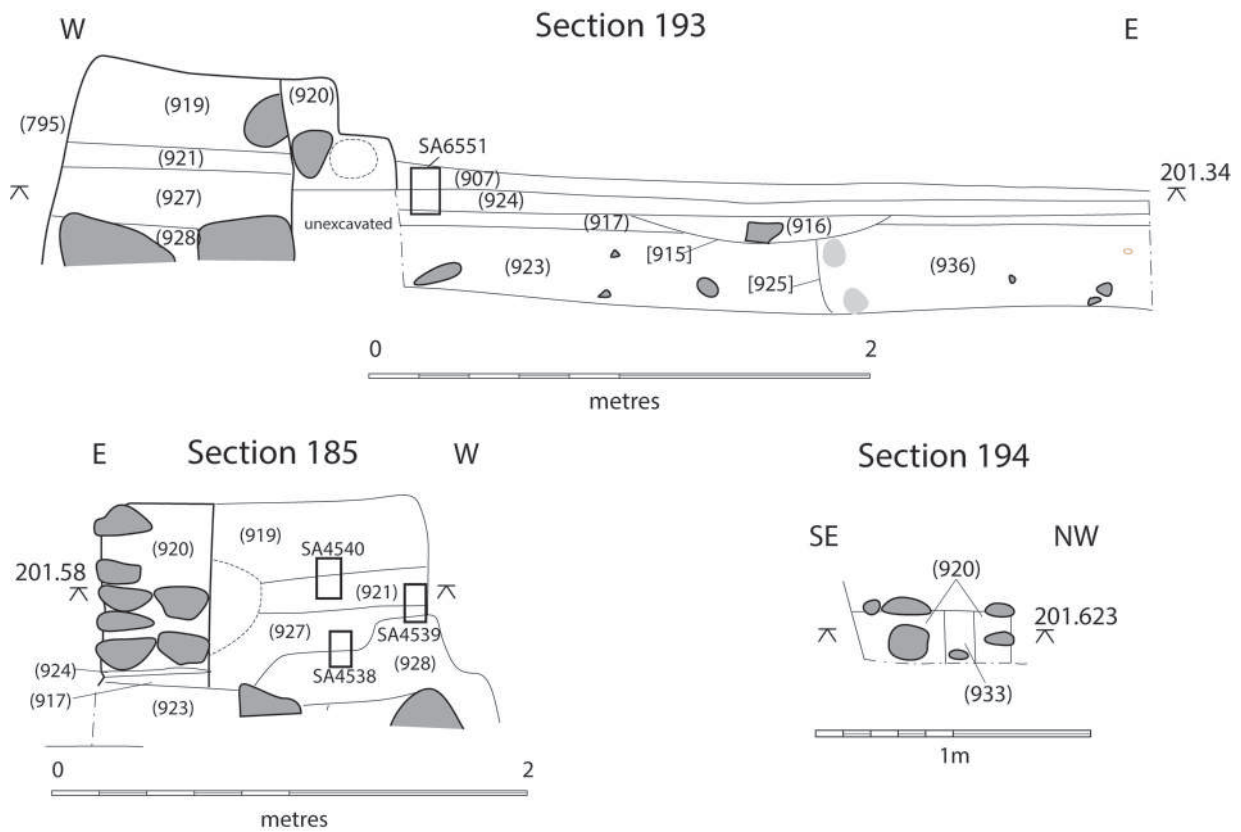 Section 193
W
E
(919)
(920)
(795)
(921)
SA6551
(907)
201.34
(927)
(924)
(928)
unexcavated
(917)
(916)
[915]
(923)
[925]
(936)
0
2
metres
Section 185
E
W
Section 194
SE
NW
(919)
(920)
SA4540
201.58
(921)
(927)
SA4539
SA4538
(928)
(924)
(917)
(923)
0
2
metres
(920)
201.623
(933)
1m